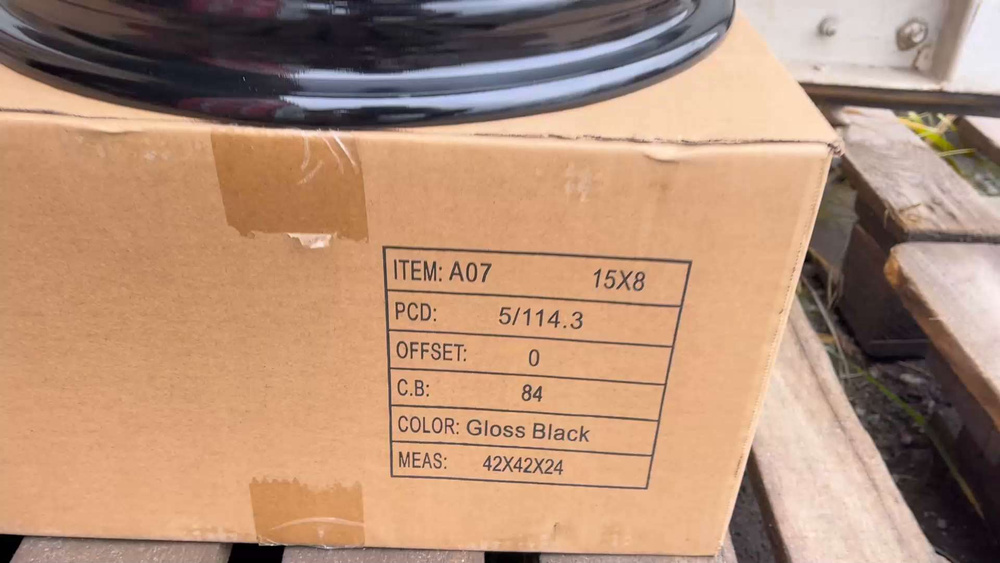 ITEM: A07 15X8
PCD: 5/114.3
OFFSET: 0
C.B: 84
COLOR: Gloss Black
MEAS: 42X42X24